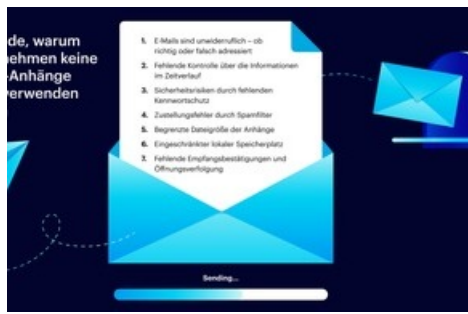 de, warum
ehmen keine
-Anhänge
verwenden
1. E-Mails sind unwiderruflich – ob
richtig oder falsch adressiert
2. Fehlende Kontrolle über die Informationen
im Zeitverlauf
3. Sicherheitsrisiken durch fehlenden
Kennwortschutz
4. Zustellungsfehler durch Spamfilter
5. Begrenzte Dateigröße der Anhänge
6. Eingeschränkter lokaler Speicherplatz
7. Fehlende Empfangsbestätigungen und
Öffnungsverfolgung
Sending...